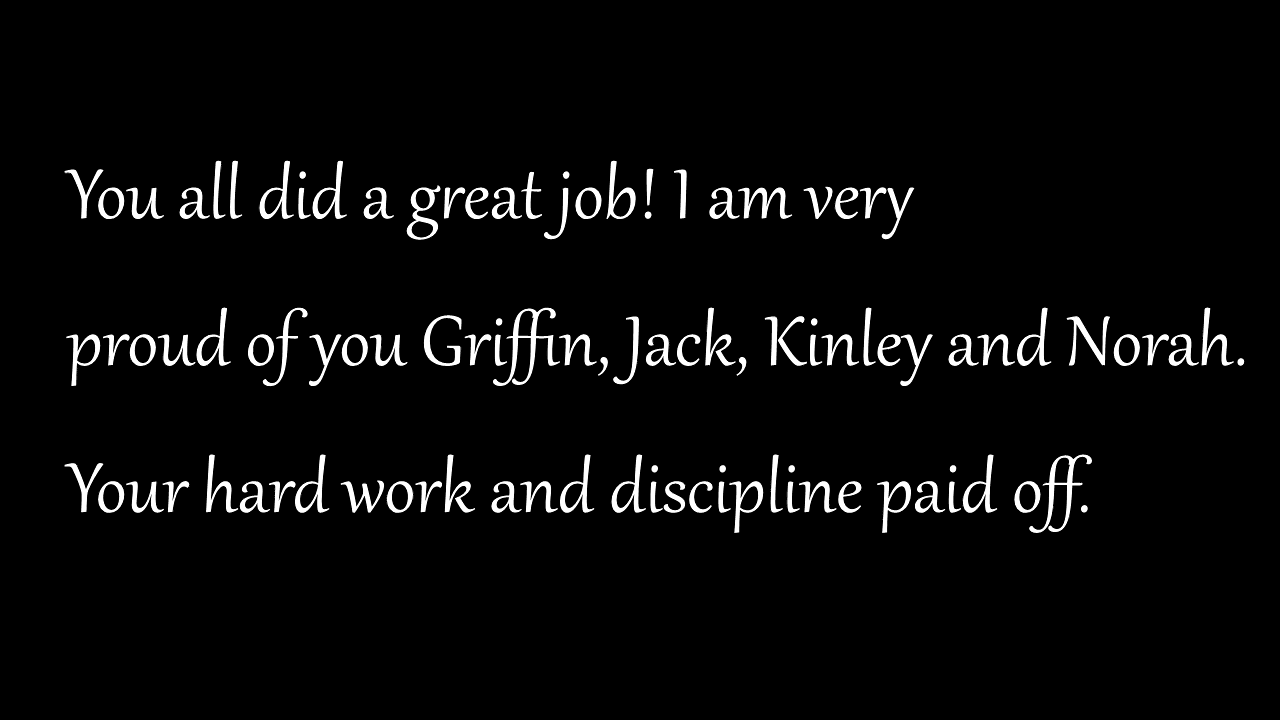 You all did a great job! I am very
proud of you Griffin, Jack, Kinley and Norah.
Your hard work and discipline paid off.